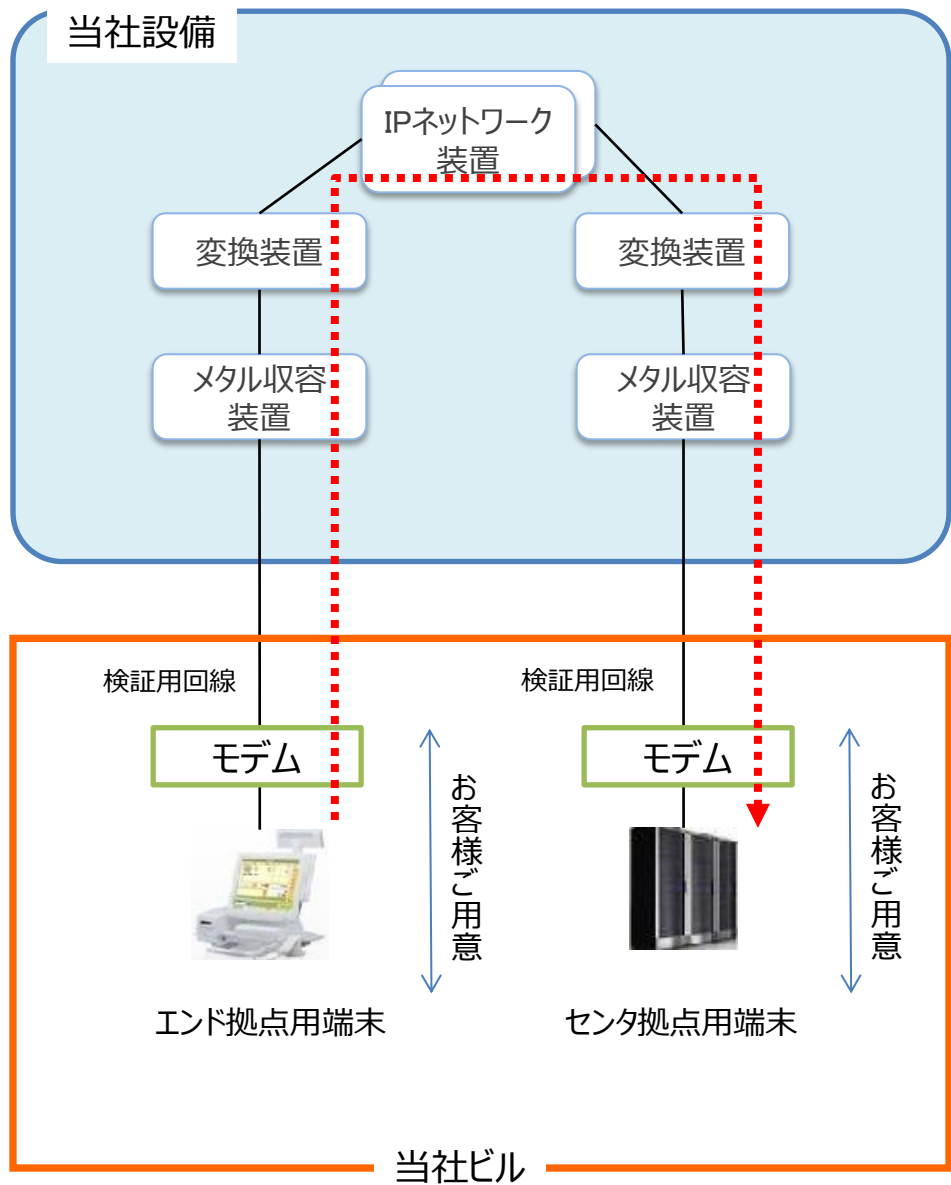 当社設備
IPネットワーク
装置
変換装置
変換装置
メタル収容
装置
メタル収容
装置
検証用回線
検証用回線
モデム
モデム
お客様ご用意
お客様ご用意
エンド拠点用端末
センタ拠点用端末
当社ビル